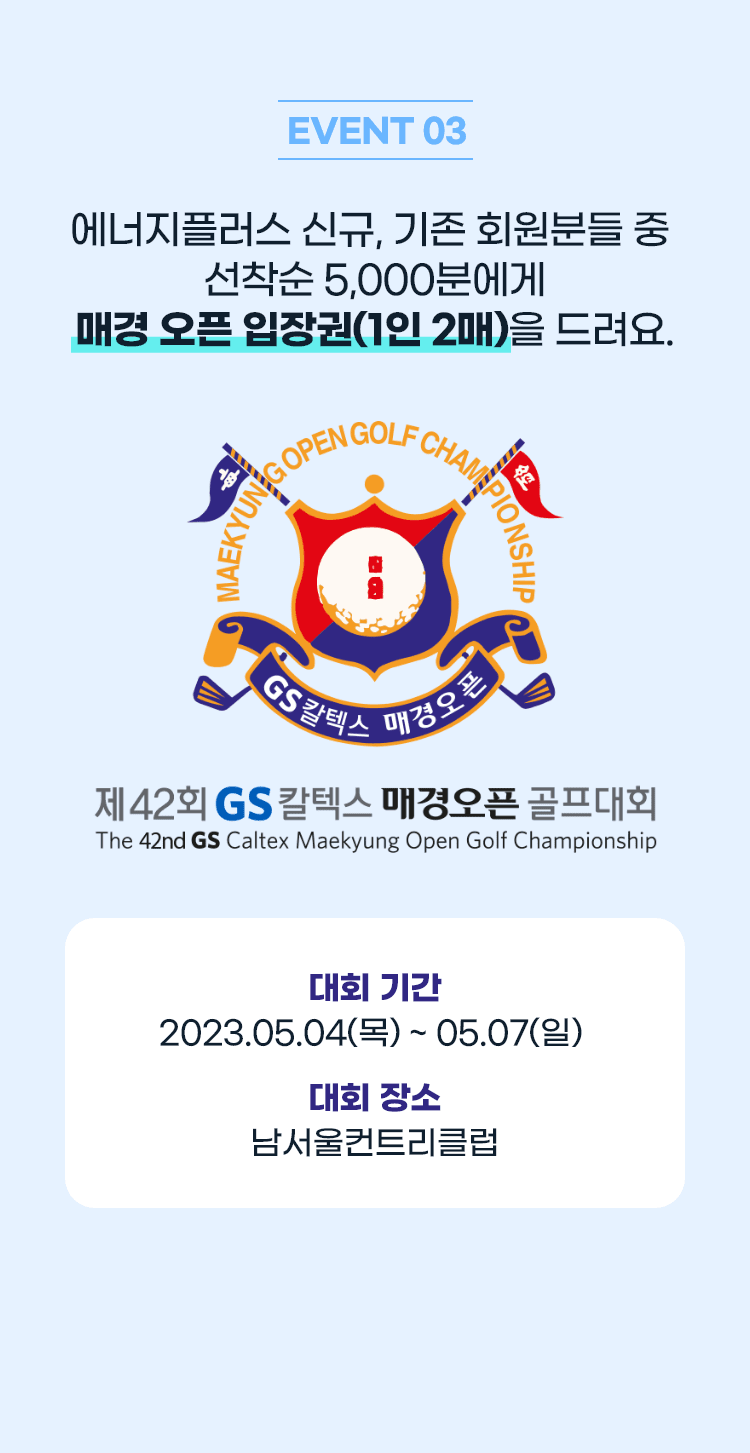 EVENT 03
에너지플러스 신규, 기존 회원분들 중
선착순 5,000분에게
매경 오픈 입장권(1인 2매)을 드려요.
MAEKYUNG OPEN GOLF CHAMPIONSHIP
GS칼텍스 매경오픈
제42회 GS칼텍스 매경오픈 골프대회
The 42nd GS Caltex Maekyung Open Golf Championship
대회 기간
2023.05.04(목) ~ 05.07(일)
대회 장소
남서울컨트리클럽